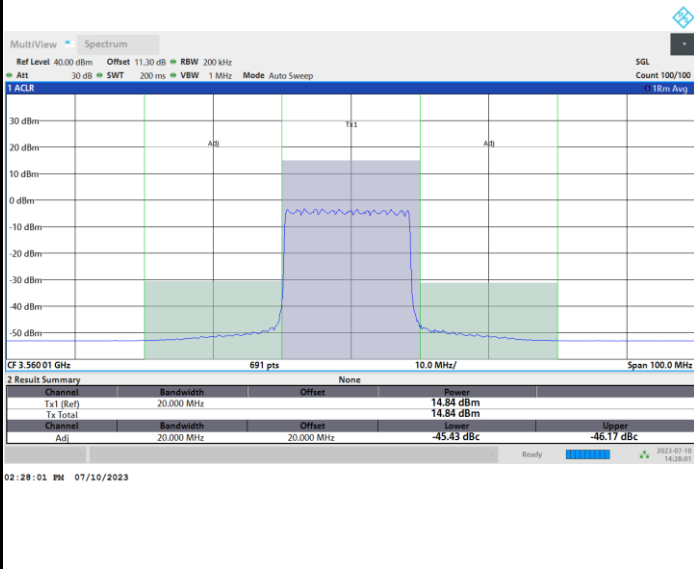 MultiView Spectrum
Ref Level 40.00 dBm Offset 11.30 dB RBW 200 kHz SGL
Att 30 dB SWT 200 ms VBW 1 MHz Mode Auto Sweep Count 100/100
1 ACLR 1Rm Avg
30 dBm
Tx1
20 dBm Adj Adj
10 dBm
0 dBm
-10 dBm
-20 dBm
-30 dBm
-40 dBm
-50 dBm
CF 3.56001 GHz 691 pts 10.0 MHz/ Span 100.0 MHz
2 Result Summary None
Channel Bandwidth Offset Power
Tx1 (Ref) 20.000 MHz 14.84 dBm
Tx Total 14.84 dBm
Channel Bandwidth Offset Lower Upper
Adj 20.000 MHz 20.000 MHz -45.43 dBc -46.17 dBc
Ready 2023-07-10
14:28:01
02:28:01 PM 07/10/2023